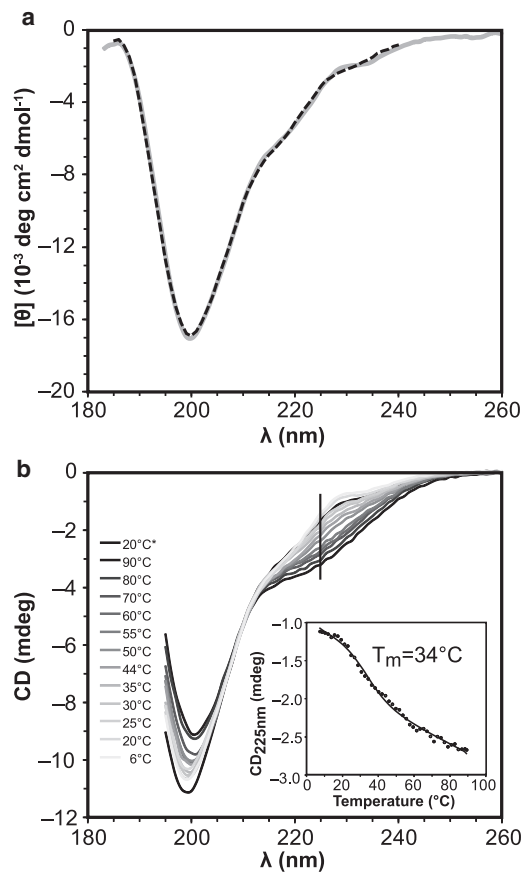 a
0
–4
–8
–12
–16
–20
[θ] (10⁻³ deg cm² dmol⁻¹)
180 200 220 240 260
λ (nm)
b
0
–2
–4
–6
–8
–10
–12
CD (mdeg)
20°C*
90°C
80°C
70°C
60°C
55°C
50°C
44°C
35°C
30°C
25°C
20°C
6°C
Tm=34°C
–1.0
–1.5
–2.0
–2.5
–3.0
CD225nm (mdeg)
0 20 40 60 80 100
Temperature (°C)
180 200 220 240 260
λ (nm)